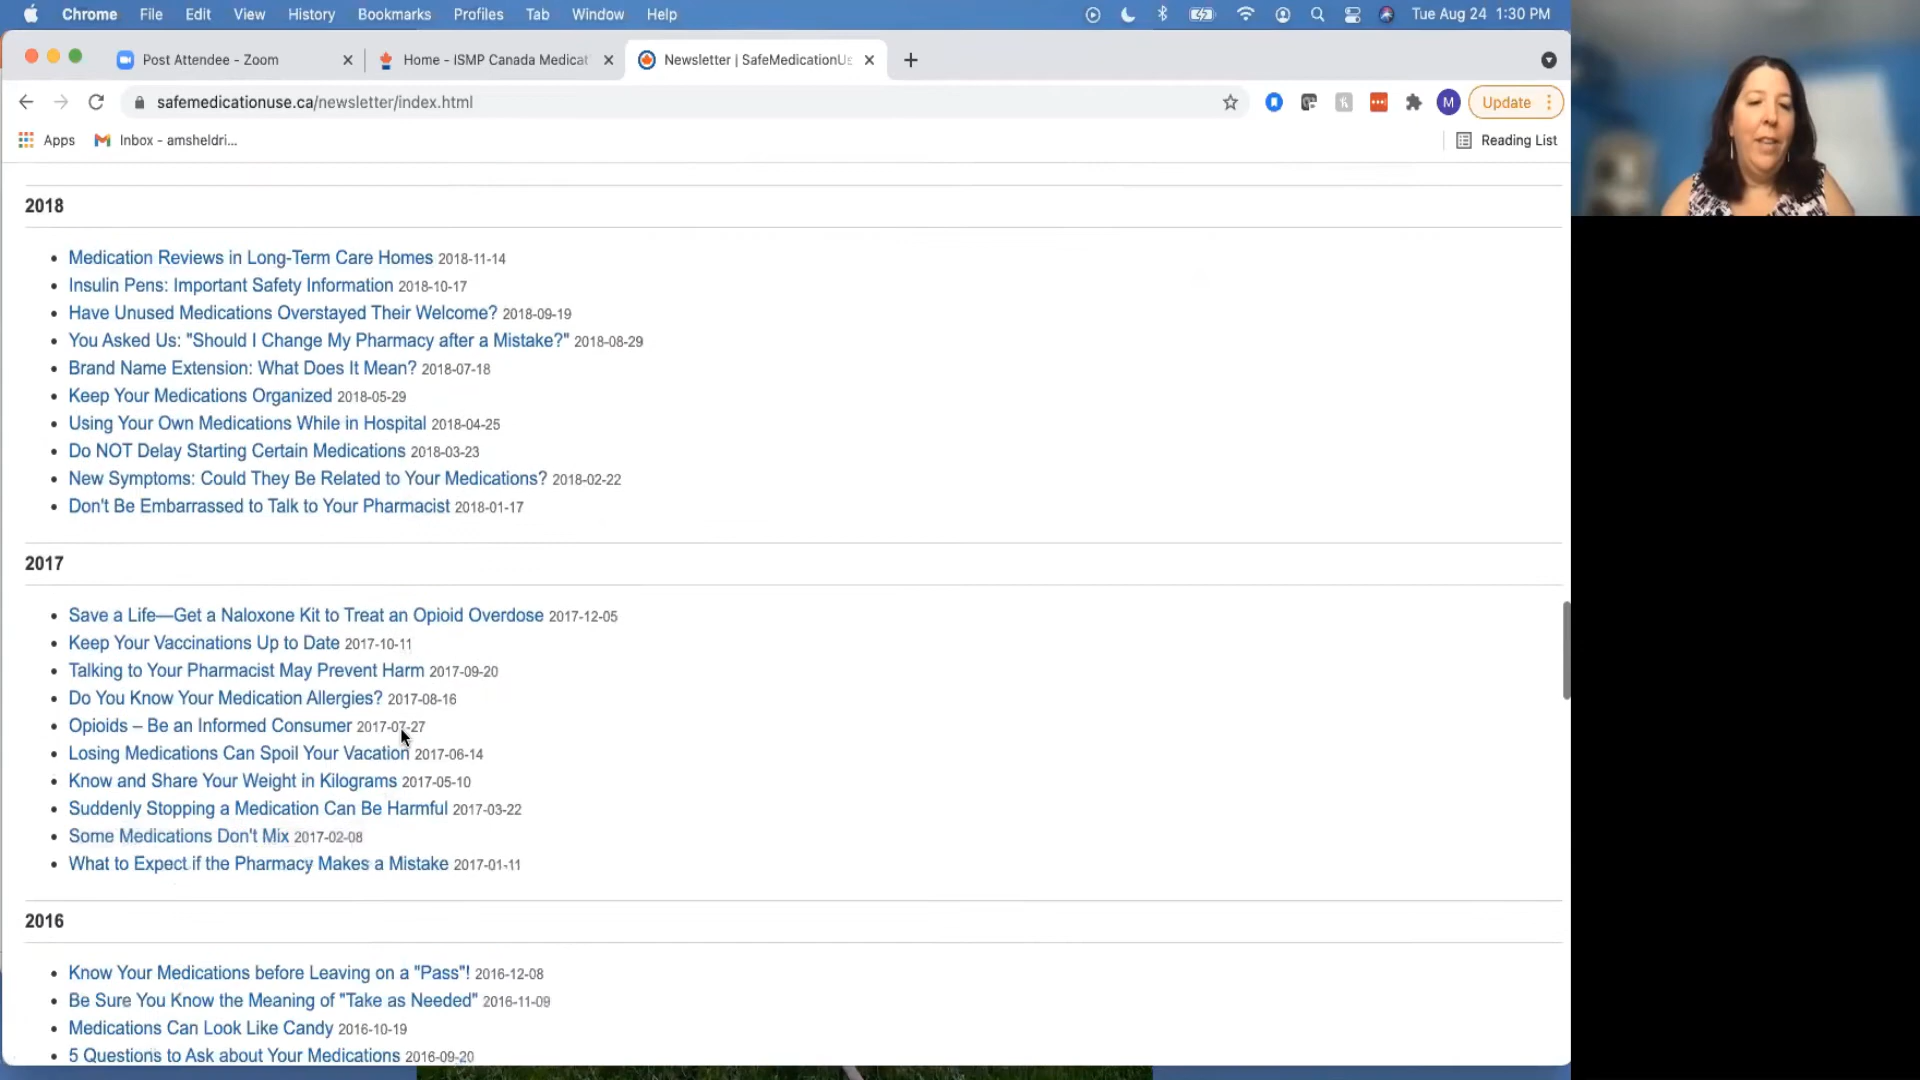 Chrome File Edit View History Bookmarks Profiles Tab Window Help Tue Aug 24 1:30 PM
Post Attendee - Zoom Home - ISMP Canada Medicat Newsletter | SafeMedicationUs
safemedicationuse.ca/newsletter/index.html M Update
Apps Inbox - amsheldri... Reading List
2018
Medication Reviews in Long-Term Care Homes 2018-11-14
Insulin Pens: Important Safety Information 2018-10-17
Have Unused Medications Overstayed Their Welcome? 2018-09-19
You Asked Us: "Should I Change My Pharmacy after a Mistake?" 2018-08-29
Brand Name Extension: What Does It Mean? 2018-07-18
Keep Your Medications Organized 2018-05-29
Using Your Own Medications While in Hospital 2018-04-25
Do NOT Delay Starting Certain Medications 2018-03-23
New Symptoms: Could They Be Related to Your Medications? 2018-02-22
Don't Be Embarrassed to Talk to Your Pharmacist 2018-01-17
2017
Save a Life—Get a Naloxone Kit to Treat an Opioid Overdose 2017-12-05
Keep Your Vaccinations Up to Date 2017-10-11
Talking to Your Pharmacist May Prevent Harm 2017-09-20
Do You Know Your Medication Allergies? 2017-08-16
Opioids – Be an Informed Consumer 2017-07-27
Losing Medications Can Spoil Your Vacation 2017-06-14
Know and Share Your Weight in Kilograms 2017-05-10
Suddenly Stopping a Medication Can Be Harmful 2017-03-22
Some Medications Don't Mix 2017-02-08
What to Expect if the Pharmacy Makes a Mistake 2017-01-11
2016
Know Your Medications before Leaving on a "Pass"! 2016-12-08
Be Sure You Know the Meaning of "Take as Needed" 2016-11-09
Medications Can Look Like Candy 2016-10-19
5 Questions to Ask about Your Medications 2016-09-20